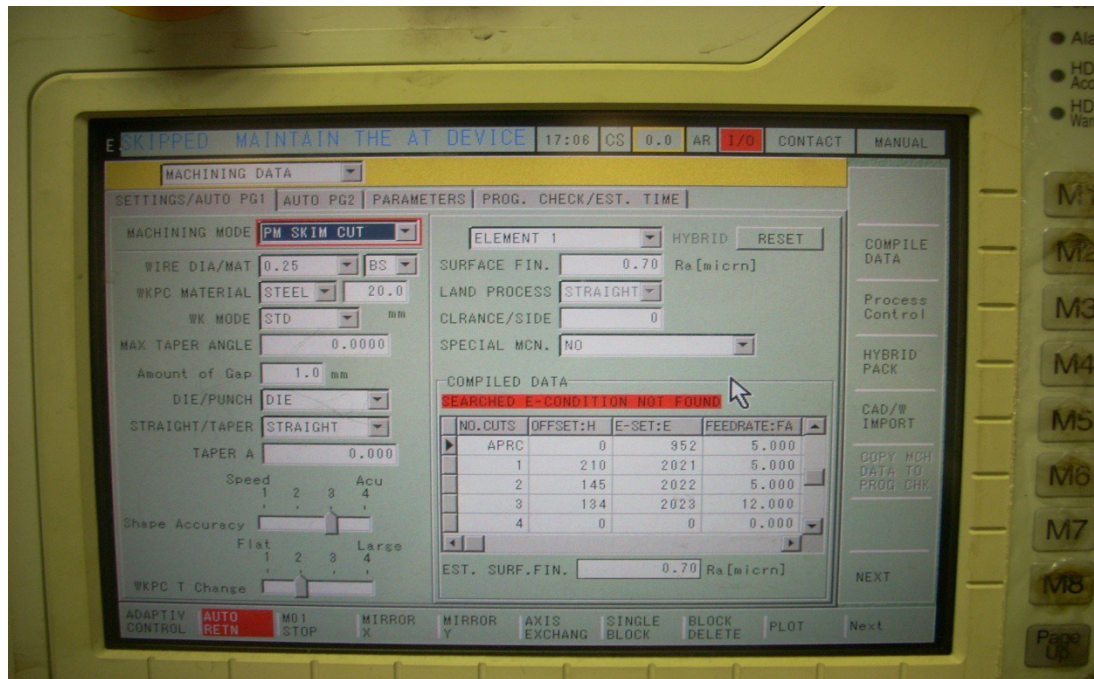 E.SKIPPED MAINTAIN THE AT DEVICE 17:06 CS 0.0 AR I/O CONTACT MANUAL
MACHINING DATA
SETTINGS/AUTO PG1 AUTO PG2 PARAMETERS PROG. CHECK/EST. TIME
MACHINING MODE PM SKIM CUT
WIRE DIA/MAT 0.25 BS
WKPC MATERIAL STEEL 20.0
WK MODE STD mm
MAX TAPER ANGLE 0.0000
Amount of Gap 1.0 mm
DIE/PUNCH DIE
STRAIGHT/TAPER STRAIGHT
TAPER A 0.000
Speed Acu
1 2 3 4
Shape Accuracy
Flat Large
1 2 3 4
WKPC T Change
ELEMENT 1 HYBRID RESET
SURFACE FIN. 0.70 Ra[micrn]
LAND PROCESS STRAIGHT
CLRANCE/SIDE 0
SPECIAL MCN. NO
COMPILED DATA
SEARCHED E-CONDITION NOT FOUND
NO.CUTS OFFSET:H E-SET:E FEEDRATE:FA
APRC 0 952 5.000
1 210 2021 5.000
2 145 2022 5.000
3 134 2023 12.000
4 0 0 0.000
EST. SURF.FIN. 0.70 Ra[micrn]
COMPILE
DATA
Process
Control
HYBRID
PACK
CAD/W
IMPORT
COPY MCH
DATA TO
PROG CHK
NEXT
ADAPTIV CONTROL
AUTO RETN
M01 STOP
MIRROR X
MIRROR Y
AXIS EXCHANG
SINGLE BLOCK
BLOCK DELETE
PLOT
Next
HD
Acc
HD
M2
M3
M4
M5
M6
M7
M8
Page
Up